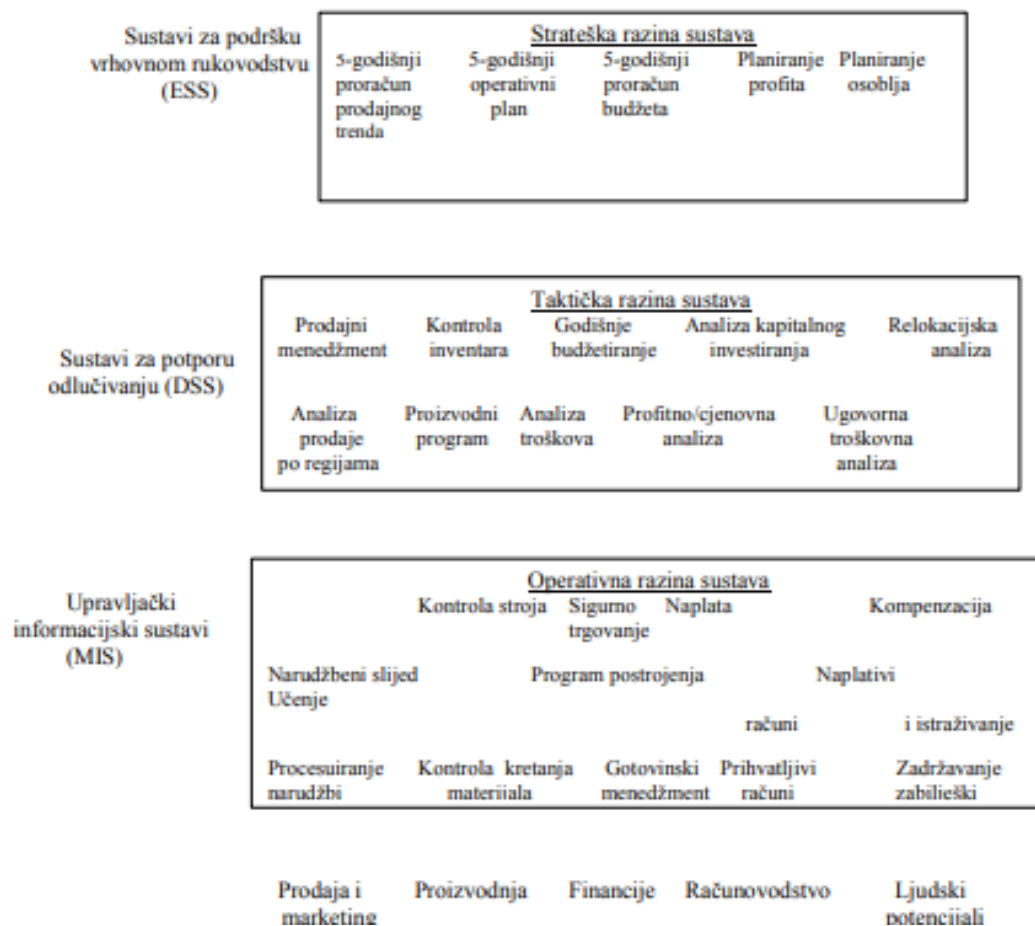 Sustavi za podršku
vrhovnom rukovodstvu
(ESS)
Strateška razina sustava
5-godišnji 5-godišnji 5-godišnji Planiranje Planiranje
proračun operativni proračun profita osoblja
prodajnog plan budžeta
trenda
Sustavi za potporu
odlučivanju (DSS)
Taktička razina sustava
Prodajni Kontrola Godišnje Analiza kapitalnog Relokacijska
menedžment inventara budžetiranje investiranja analiza
Analiza Proizvodni Analiza Profitno/cjenovna Ugovorna
prodaje program troškova analiza troškovna
po regijama analiza
Upravljački
informacijski sustavi
(MIS)
Operativna razina sustava
Kontrola stroja Sigurno Naplata Kompenzacija
trgovanje
Narudžbeni slijed Program postrojenja Naplativi
Učenje
računi i istraživanje
Procesuiranje Kontrola kretanja Gotovinski Prihvatljivi Zadržavanje
narudžbi materijala menedžment računi zabilješki
Prodaja i Proizvodnja Financije Računovodstvo Ljudski
marketing potencijali